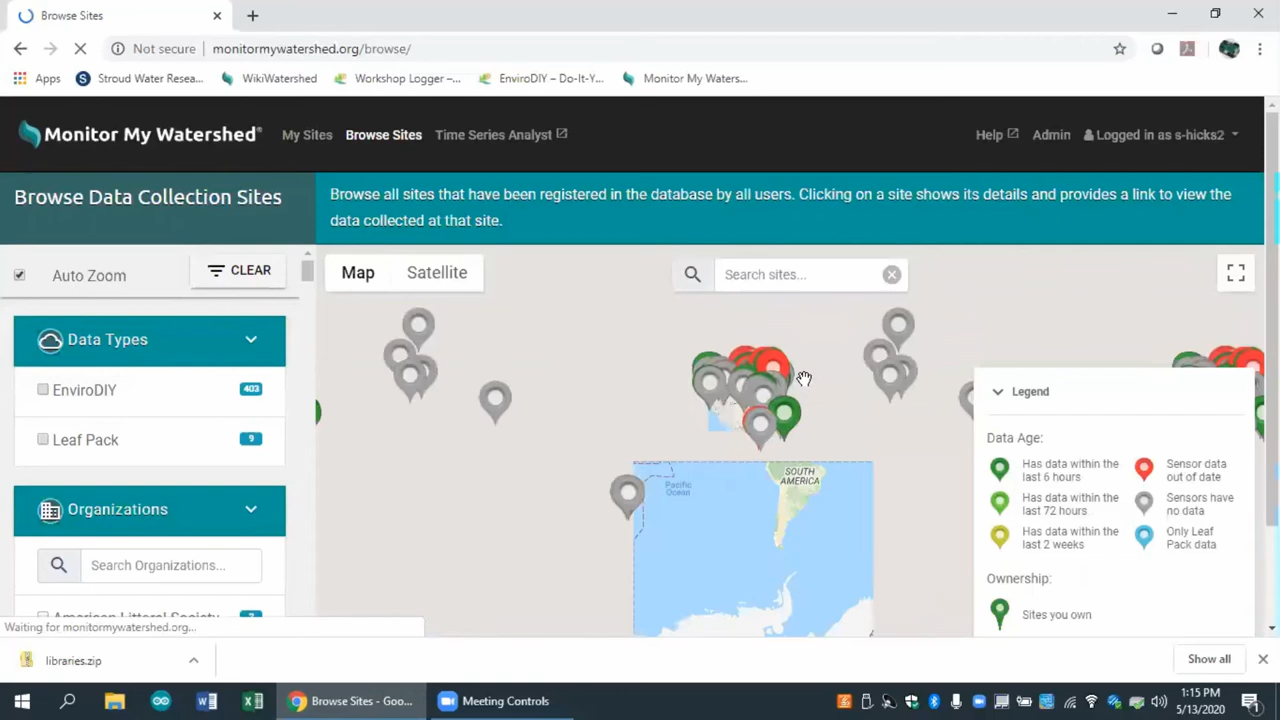 Browse Sites
Not secure | monitormywatershed.org/browse/
Apps Stroud Water Resea... WikiWatershed Workshop Logger –... EnviroDIY – Do-It-Y... Monitor My Waters...
Monitor My Watershed® My Sites Browse Sites Time Series Analyst Help Admin Logged in as s-hicks2
Browse Data Collection Sites
Browse all sites that have been registered in the database by all users. Clicking on a site shows its details and provides a link to view the
data collected at that site.
Auto Zoom CLEAR
Map Satellite
Search sites...
Data Types
EnviroDIY 403
Leaf Pack 9
Organizations
Search Organizations...
American Littoral Society
Waiting for monitormywatershed.org...
Pacific
Ocean
SOUTH
AMERICA
Legend
Data Age:
Has data within the
last 6 hours
Sensor data
out of date
Has data within the
last 72 hours
Sensors have
no data
Has data within the
last 2 weeks
Only Leaf
Pack data
Ownership:
Sites you own
libraries.zip
Show all
Browse Sites - Goo...
Meeting Controls
1:15 PM
5/13/2020
1